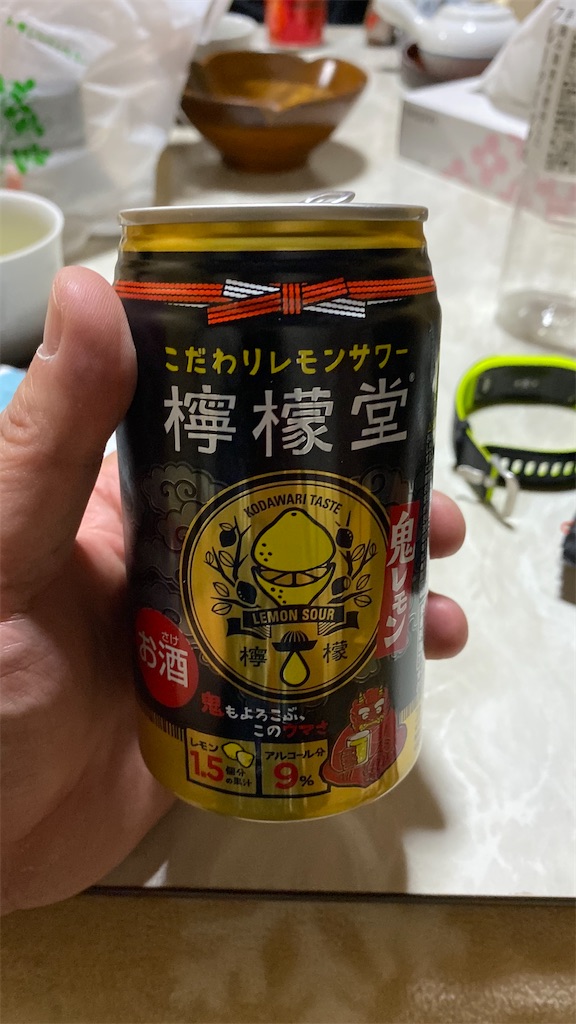 こだわりレモンサワー
檸檬堂®
KODAWARI TASTE
LEMON SOUR
檸檬
鬼レモン
さけ
お酒
鬼もよろこぶ、
このウマさ
レモン
1.5個分の果汁
アルコール分
9%